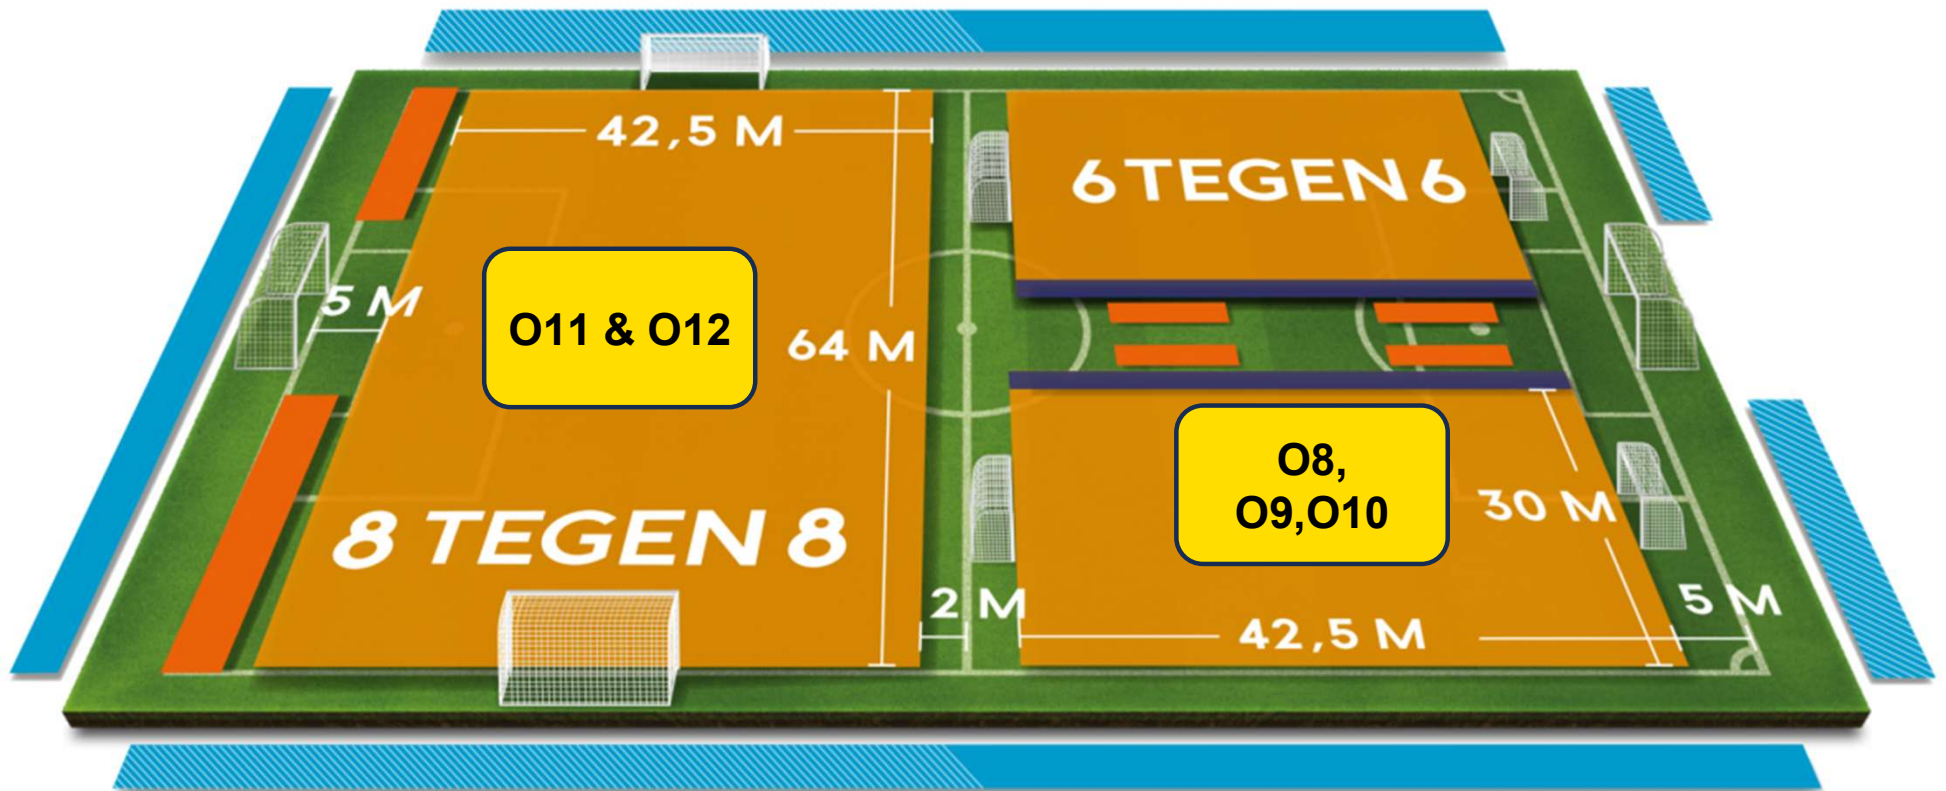 42,5 M
6 TEGEN 6
5 M
O11 & O12
64 M
8 TEGEN 8
O8,
O9,O10
30 M
2 M
5 M
42,5 M